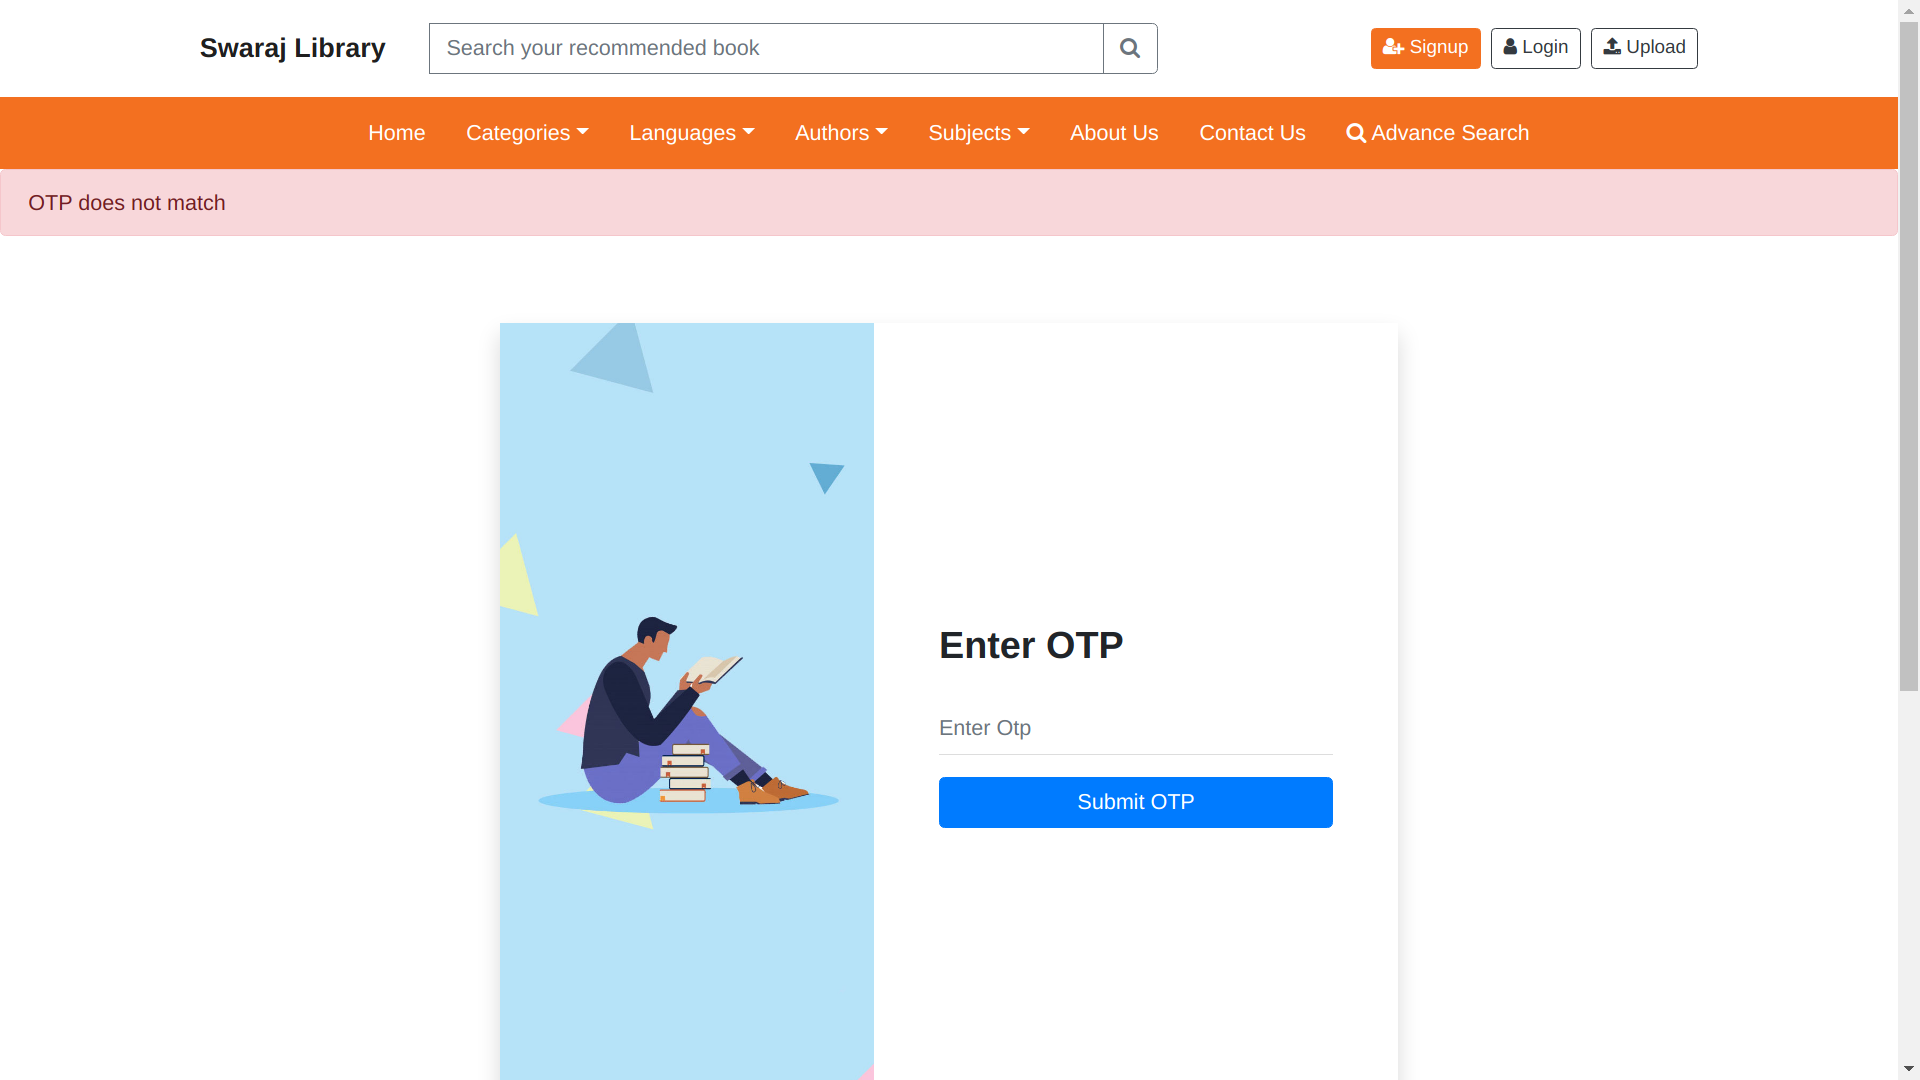 Swaraj Library
Search your recommended book
Signup
Login
Upload
Home
Categories
Languages
Authors
Subjects
About Us
Contact Us
Advance Search
OTP does not match
Enter OTP
Enter Otp
Submit OTP